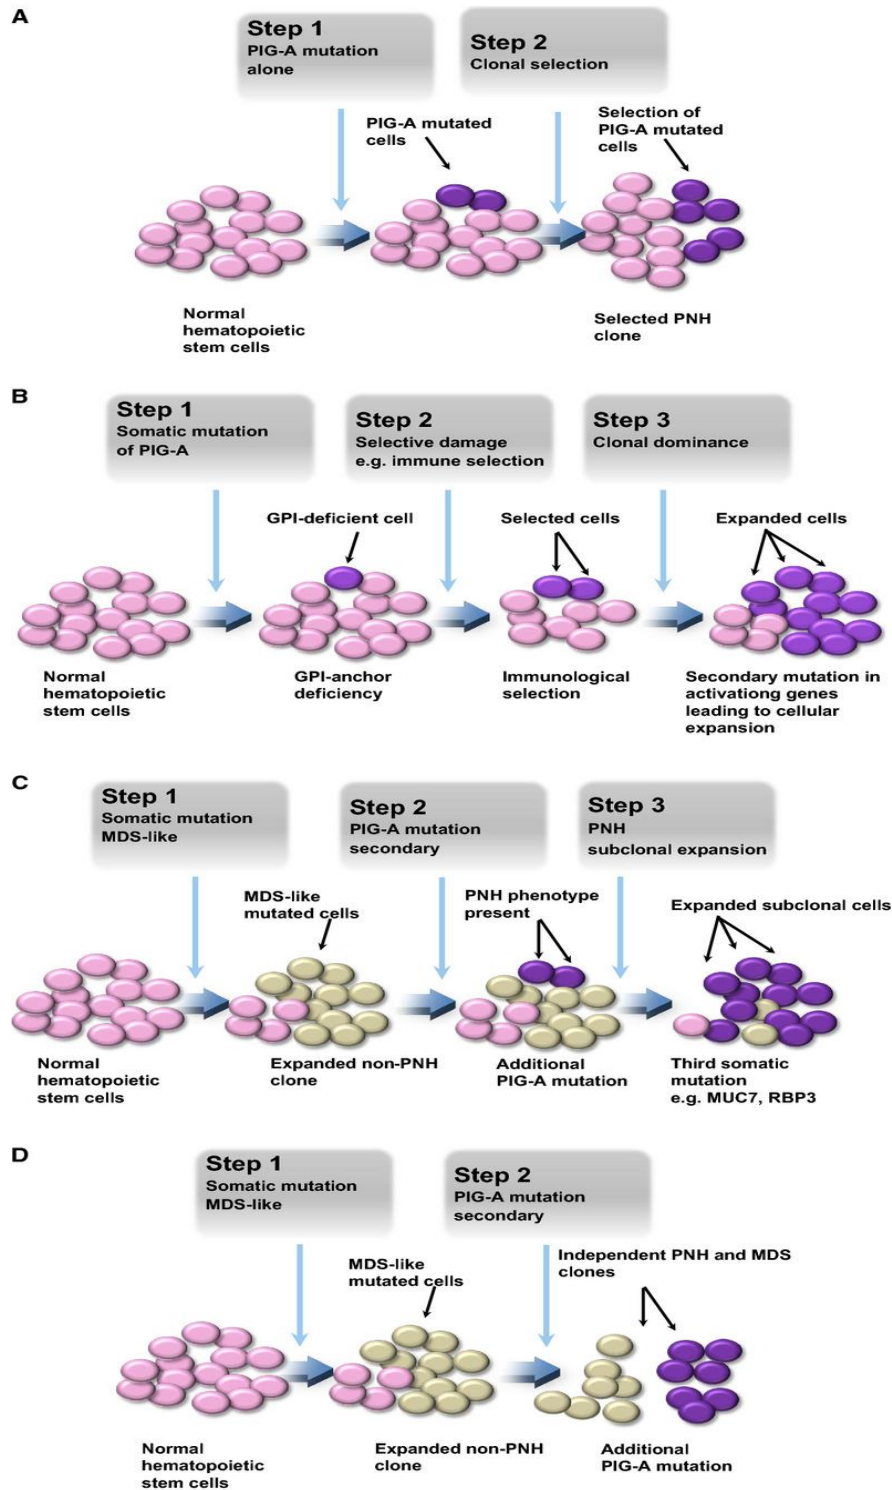 A
Step 1
PIG-A mutation
alone
Step 2
Clonal selection
PIG-A mutated
cells
Selection of
PIG-A mutated
cells
Normal
hematopoietic
stem cells
Selected PNH
clone
B
Step 1
Somatic mutation
of PIG-A
Step 2
Selective damage
e.g. immune selection
Step 3
Clonal dominance
GPI-deficient cell
Selected cells
Expanded cells
Normal
hematopoietic
stem cells
GPI-anchor
deficiency
Immunological
selection
Secondary mutation in
activationg genes
leading to cellular
expansion
C
Step 1
Somatic mutation
MDS-like
Step 2
PIG-A mutation
secondary
Step 3
PNH
subclonal expansion
MDS-like
mutated cells
PNH phenotype
present
Expanded subclonal cells
Normal
hematopoietic
stem cells
Expanded non-PNH
clone
Additional
PIG-A mutation
Third somatic
mutation
e.g. MUC7, RBP3
D
Step 1
Somatic mutation
MDS-like
Step 2
PIG-A mutation
secondary
MDS-like
mutated cells
Independent PNH and MDS
clones
Normal
hematopoietic
stem cells
Expanded non-PNH
clone
Additional
PIG-A mutation